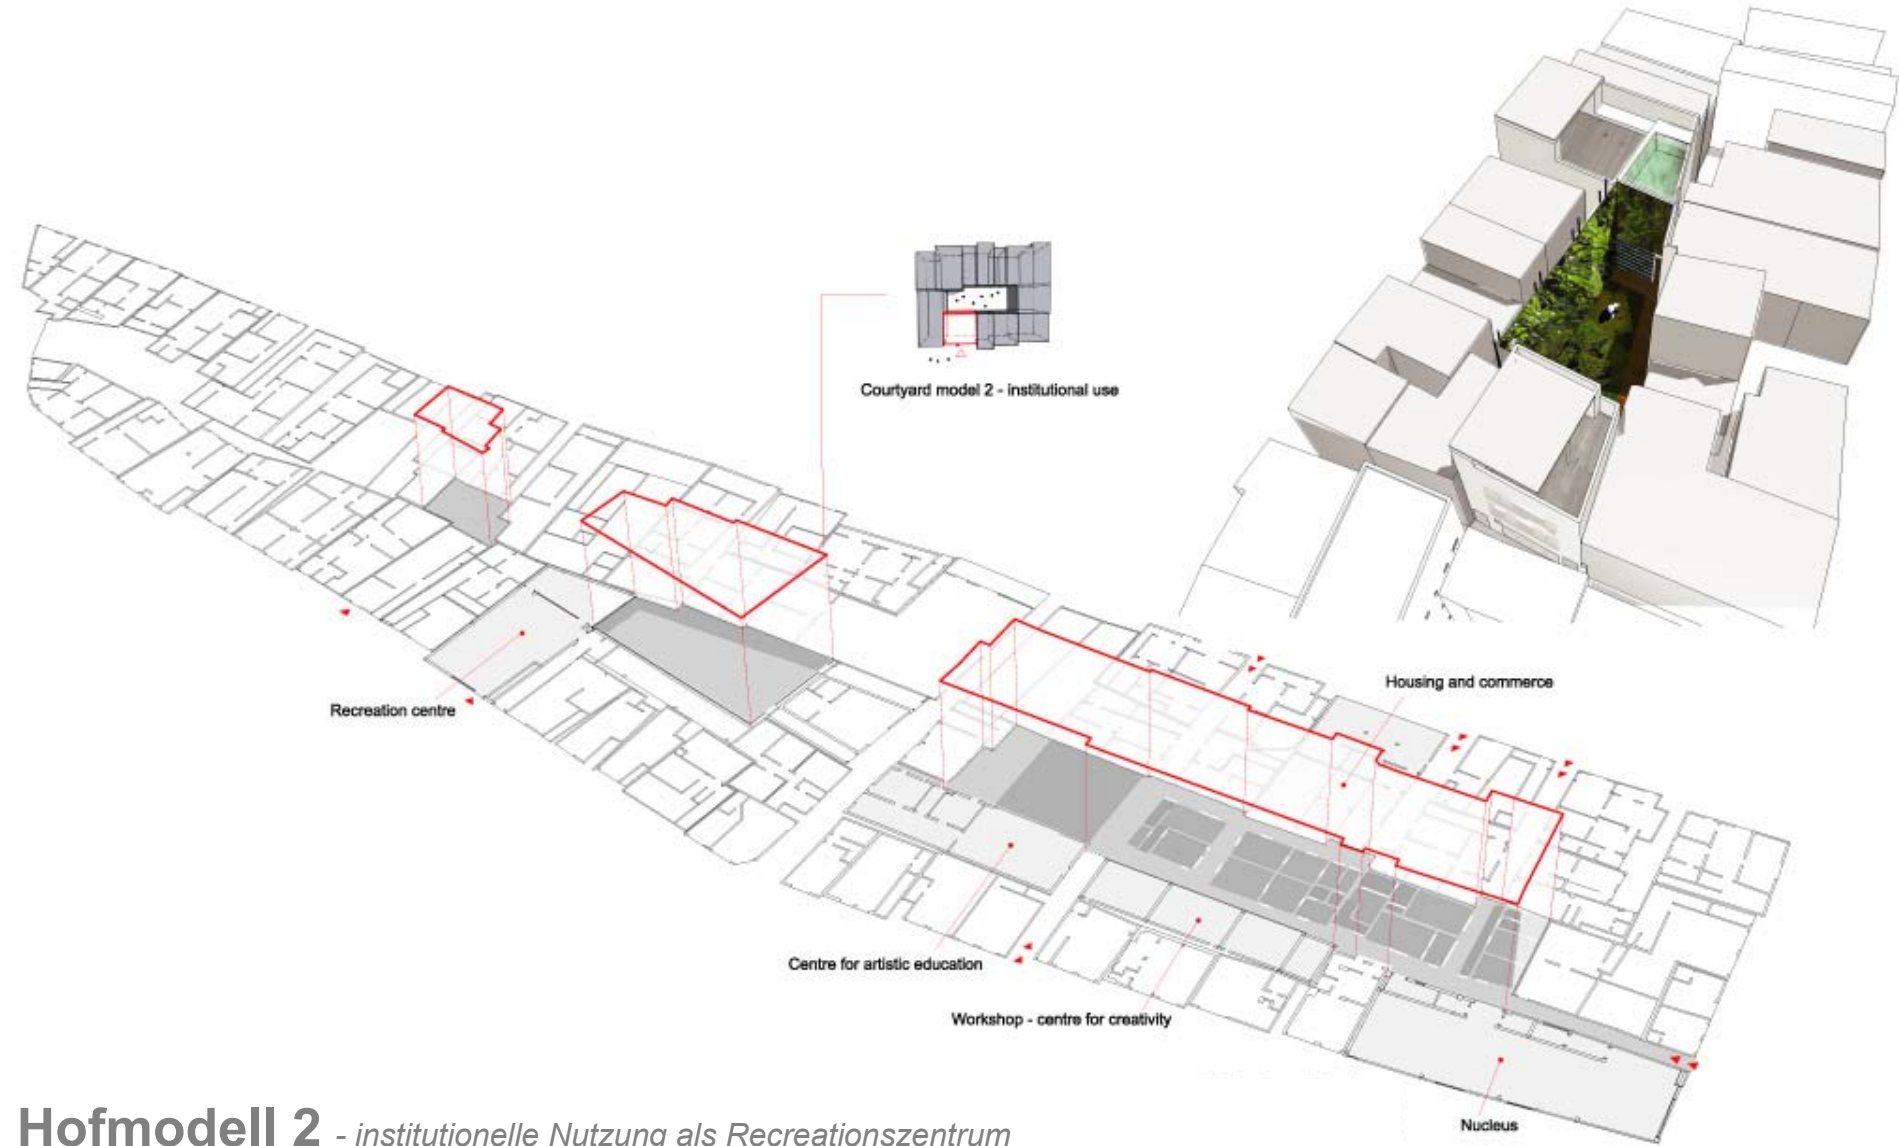 Courtyard model 2 - institutional use
Housing and commerce
Recreation centre
Centre for artistic education
Workshop - centre for creativity
Nucleus
Hofmodell 2 - institutionelle Nutzung als Recreationszentrum